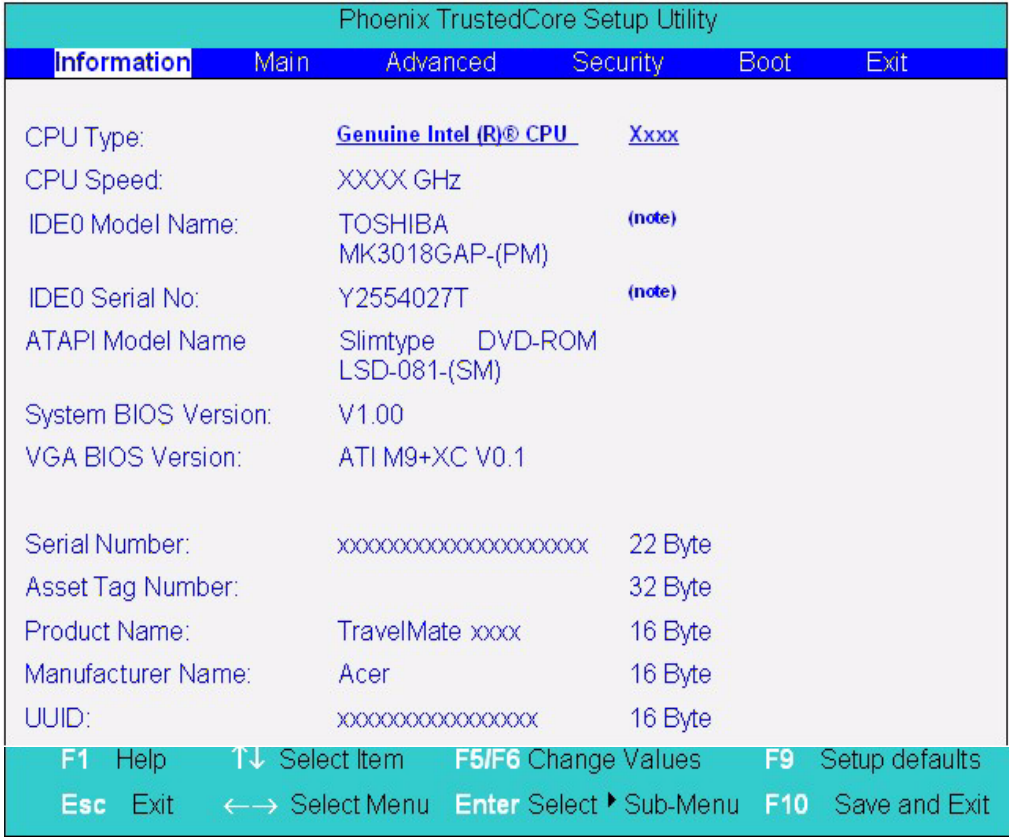 Phoenix TrustedCore Setup Utility
Information Main Advanced Security Boot Exit
CPU Type: Genuine Intel (R)® CPU Xxxx
CPU Speed: XXXX GHz
IDE0 Model Name: TOSHIBA (note)
MK3018GAP-(PM)
IDE0 Serial No: Y2554027T (note)
ATAPI Model Name Slimtype DVD-ROM
LSD-081-(SM)
System BIOS Version: V1.00
VGA BIOS Version: ATI M9+XC V0.1
Serial Number: xxxxxxxxxxxxxxxxxxxx 22 Byte
Asset Tag Number: 32 Byte
Product Name: TravelMate xxxx 16 Byte
Manufacturer Name: Acer 16 Byte
UUID: xxxxxxxxxxxxxxxx 16 Byte
F1 Help ↑↓ Select Item F5/F6 Change Values F9 Setup defaults
Esc Exit ←→ Select Menu Enter Select ▸ Sub-Menu F10 Save and Exit